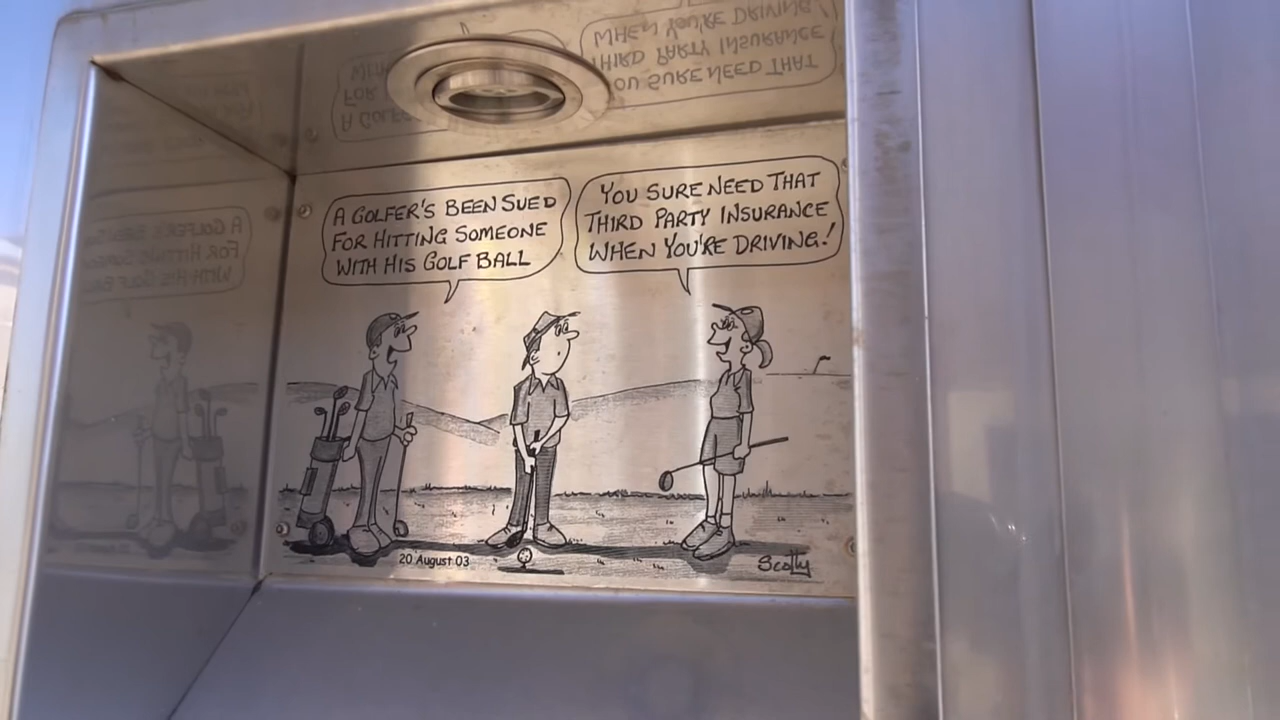 A GOLFER'S BEEN SUED
FOR HITTING SOMEONE
WITH HIS GOLF BALL
YOU SURE NEED THAT
THIRD PARTY INSURANCE
WHEN YOU'RE DRIVING!
20 August 03
Scotty